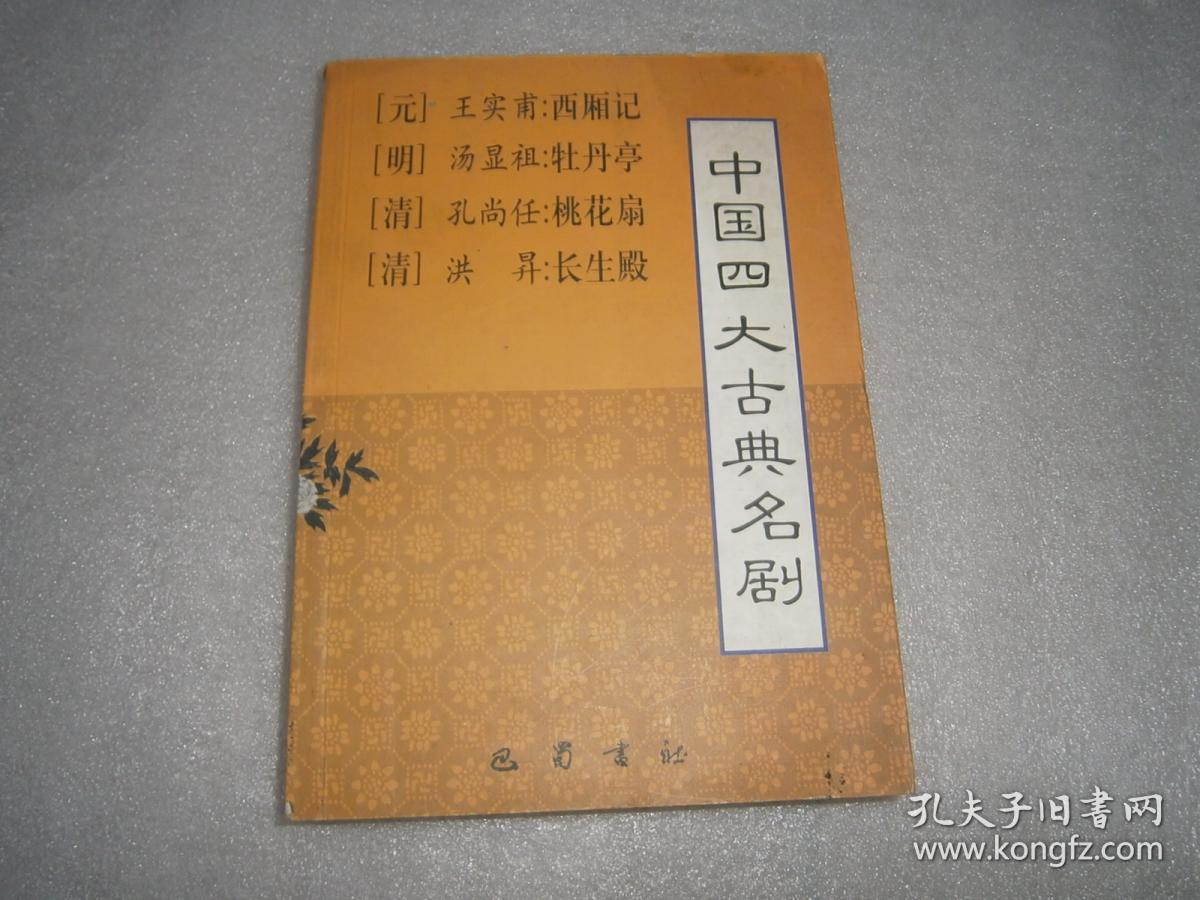 [元] 王实甫:西厢记
[明] 汤显祖:牡丹亭
[清] 孔尚任:桃花扇
[清] 洪 昇:长生殿
中国四大古典名剧
巴蜀書社
孔夫子旧書网
www.kongfz.com